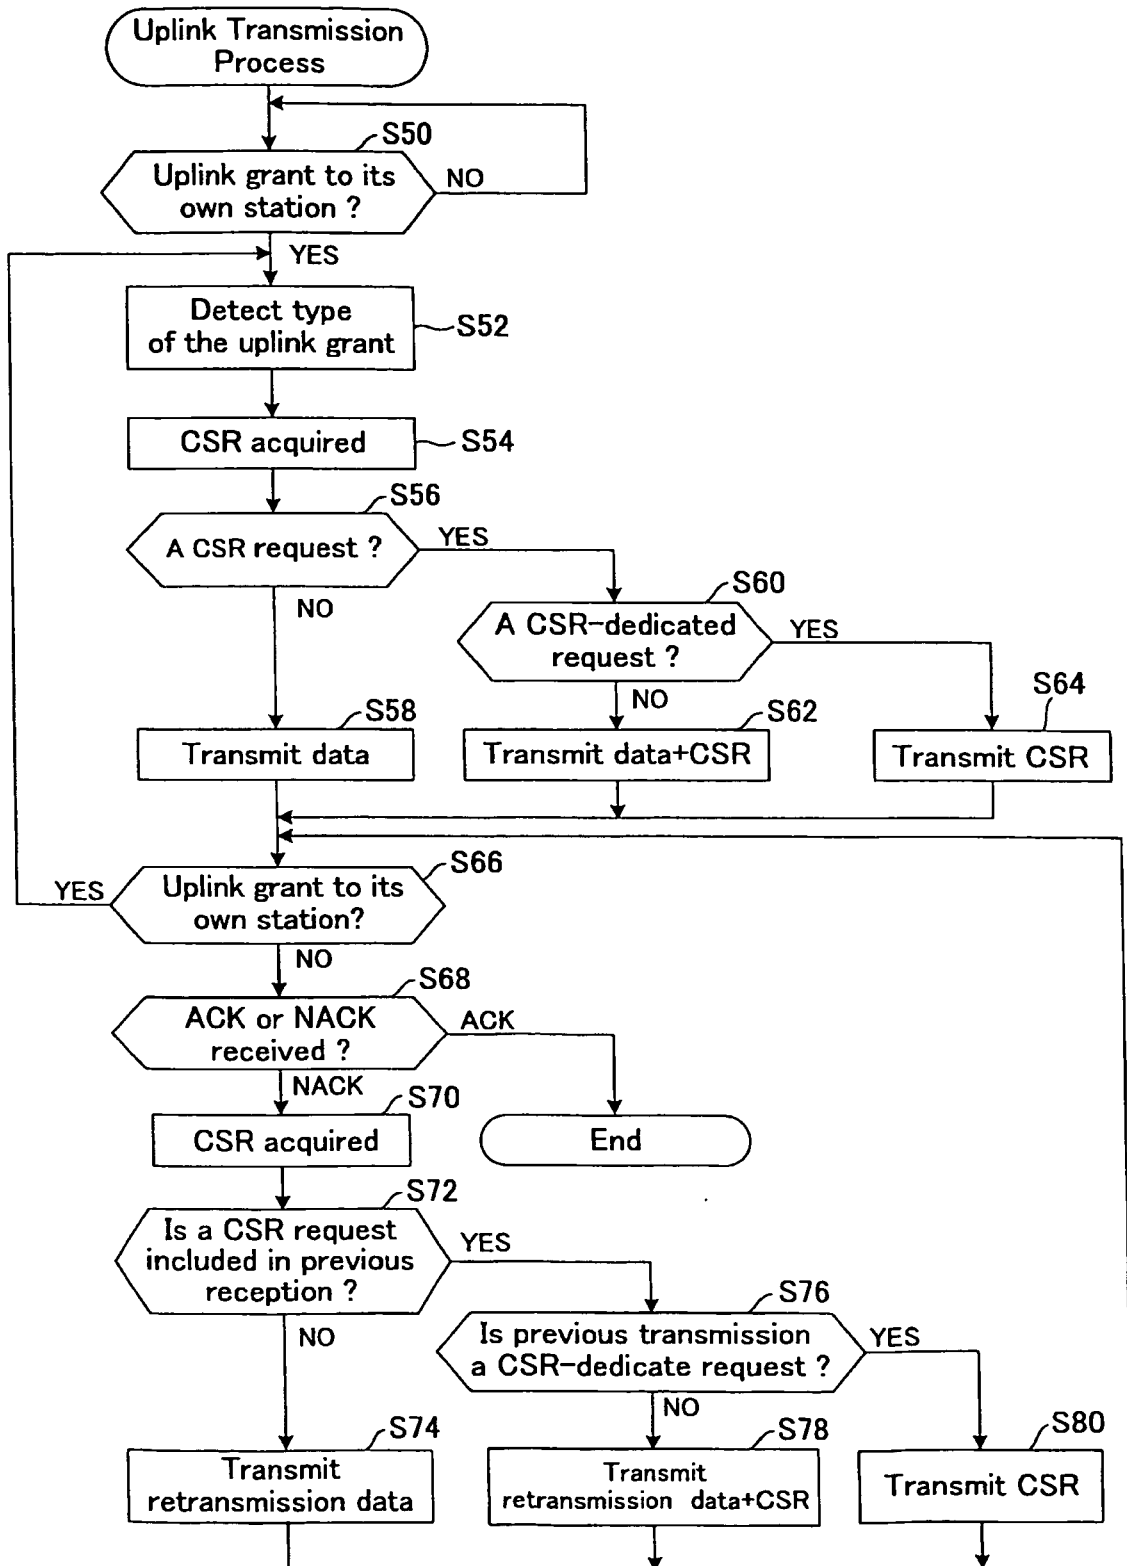 Uplink Transmission
Process
S50
Uplink grant to its
own station ?
NO
YES
Detect type
of the uplink grant
S52
CSR acquired
S54
S56
A CSR request ?
YES
NO
S60
A CSR-dedicated
request ?
YES
NO
S58
Transmit data
S62
Transmit data+CSR
S64
Transmit CSR
S66
YES
Uplink grant to its
own station?
NO
S68
ACK or NACK
received ?
ACK
NACK
S70
CSR acquired
End
S72
Is a CSR request
included in previous
reception ?
YES
NO
S76
Is previous transmission
a CSR-dedicate request ?
YES
NO
S74
Transmit
retransmission data
S78
Transmit
retransmission data+CSR
S80
Transmit CSR